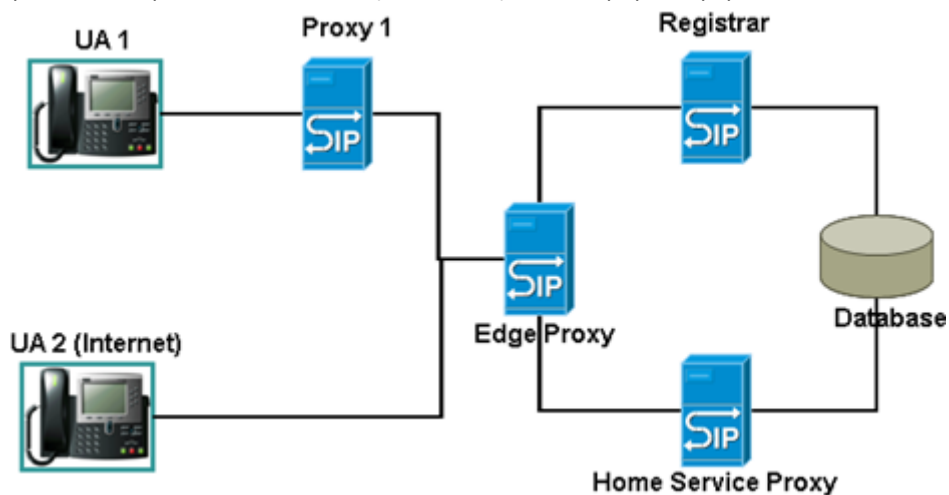 UA 1
Proxy 1
Registrar
SIP
SIP
SIP
Edge Proxy
Database
UA 2 (Internet)
SIP
Home Service Proxy